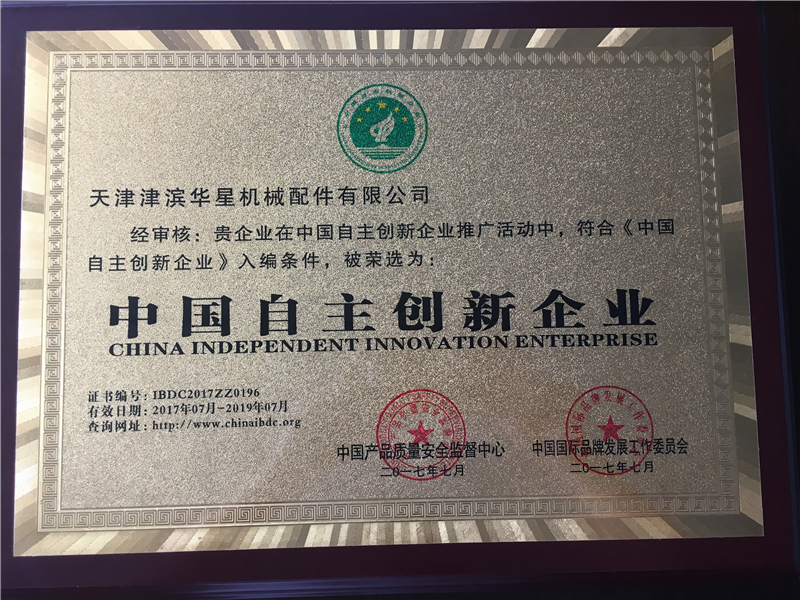 天津津滨华星机械配件有限公司
经审核：贵企业在中国自主创新企业推广活动中，符合《中国
自主创新企业》入编条件，被荣选为：
中国自主创新企业
CHINA INDEPENDENT INNOVATION ENTERPRISE
证书编号：IBDC2017ZZ0196
有效日期：2017年07月-2019年07月
查询网址：http://www.chinaibdc.org
中国产品质量安全监督中心
二○一七年七月
中国国际品牌发展工作委员会
二○一七年七月